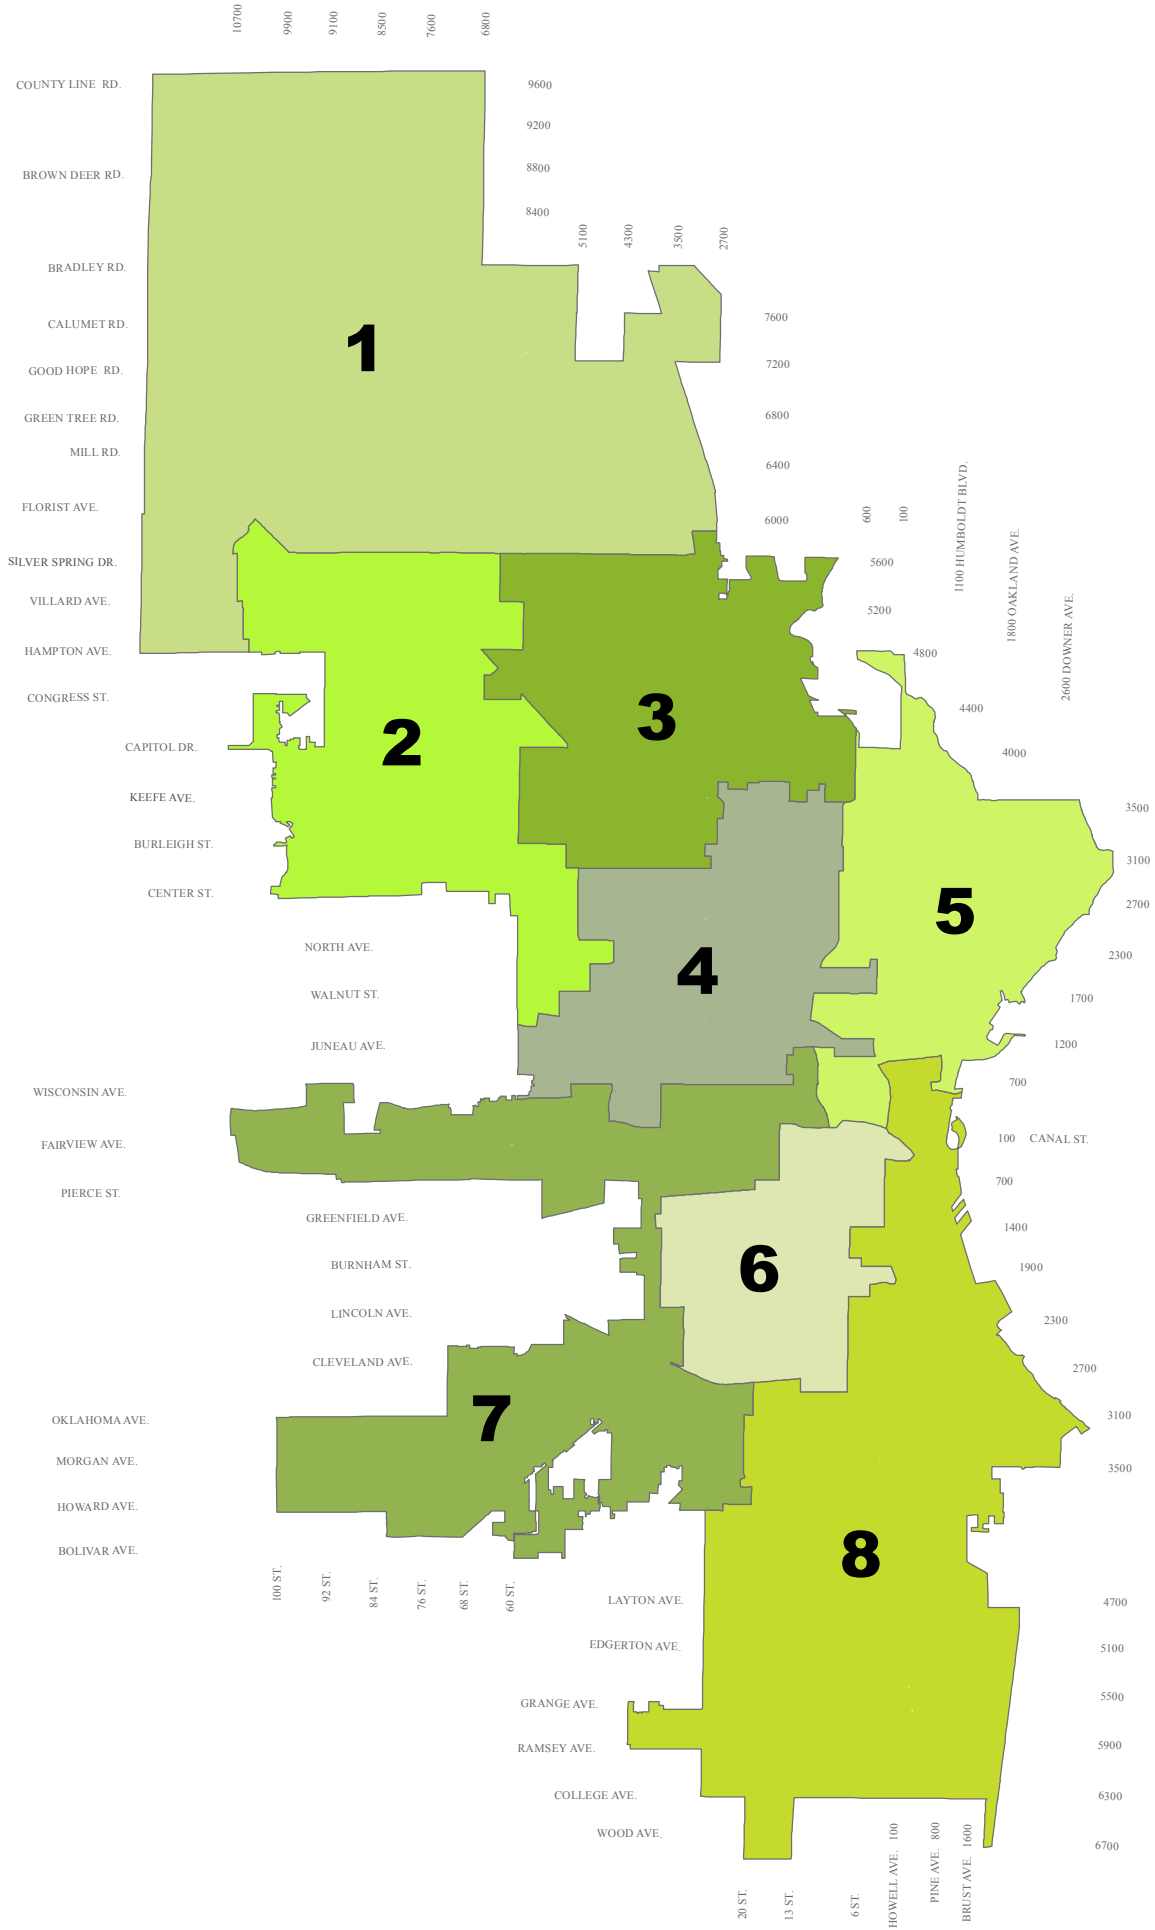 10700
9900
9100
8500
7600
6800
COUNTY LINE RD.
9600
9200
BROWN DEER RD.
8800
8400
5100
4300
3500
2700
BRADLEY RD.
CALUMET RD.
7600
1
GOOD HOPE RD.
7200
GREEN TREE RD.
6800
MILL RD.
6400
FLORIST AVE.
6000
600
100
1100 HUMBOLDT BLVD.
1800 OAKLAND AVE.
2600 DOWNER AVE.
SILVER SPRING DR.
5600
VILLARD AVE.
5200
HAMPTON AVE.
4800
CONGRESS ST.
4400
3
2
CAPITOL DR.
4000
KEEFE AVE.
3500
BURLEIGH ST.
3100
CENTER ST.
2700
5
NORTH AVE.
2300
4
WALNUT ST.
1700
JUNEAU AVE.
1200
WISCONSIN AVE.
700
FAIRVIEW AVE.
100 CANAL ST.
PIERCE ST.
700
GREENFIELD AVE.
1400
BURNHAM ST.
1900
6
LINCOLN AVE.
2300
CLEVELAND AVE.
2700
7
OKLAHOMA AVE.
3100
MORGAN AVE.
3500
HOWARD AVE.
BOLIVAR AVE.
8
100 ST.
92 ST.
84 ST.
76 ST.
68 ST.
60 ST.
LAYTON AVE.
4700
EDGERTON AVE.
5100
GRANGE AVE.
5500
RAMSEY AVE.
5900
COLLEGE AVE.
6300
WOOD AVE.
6700
20 ST.
13 ST.
6 ST.
HOWELL AVE. 100
PINE AVE. 800
BRUST AVE. 1600